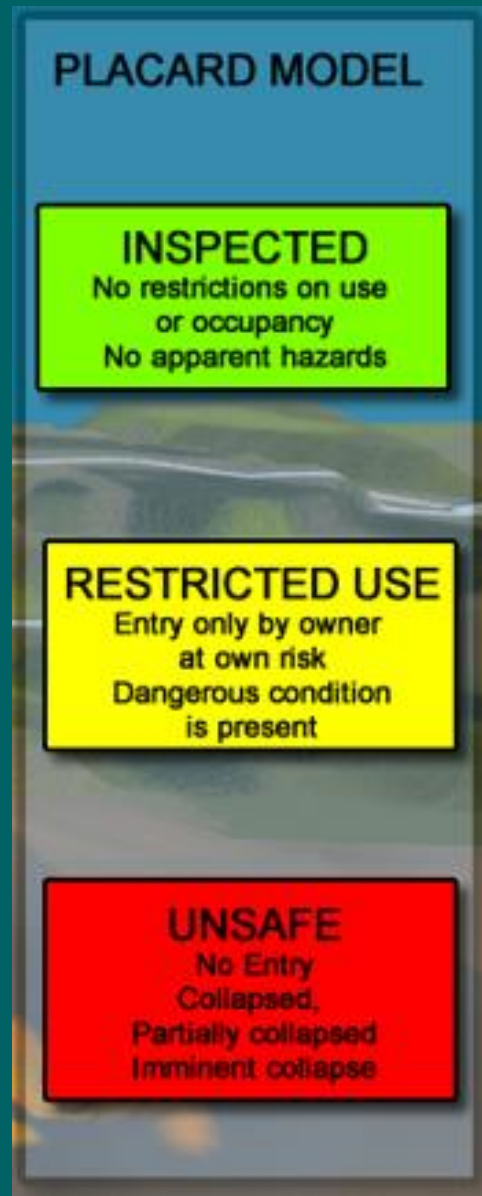 PLACARD MODEL
INSPECTED
No restrictions on use
or occupancy
No apparent hazards
RESTRICTED USE
Entry only by owner
at own risk
Dangerous condition
is present
UNSAFE
No Entry
Collapsed,
Partially collapsed
Imminent collapse